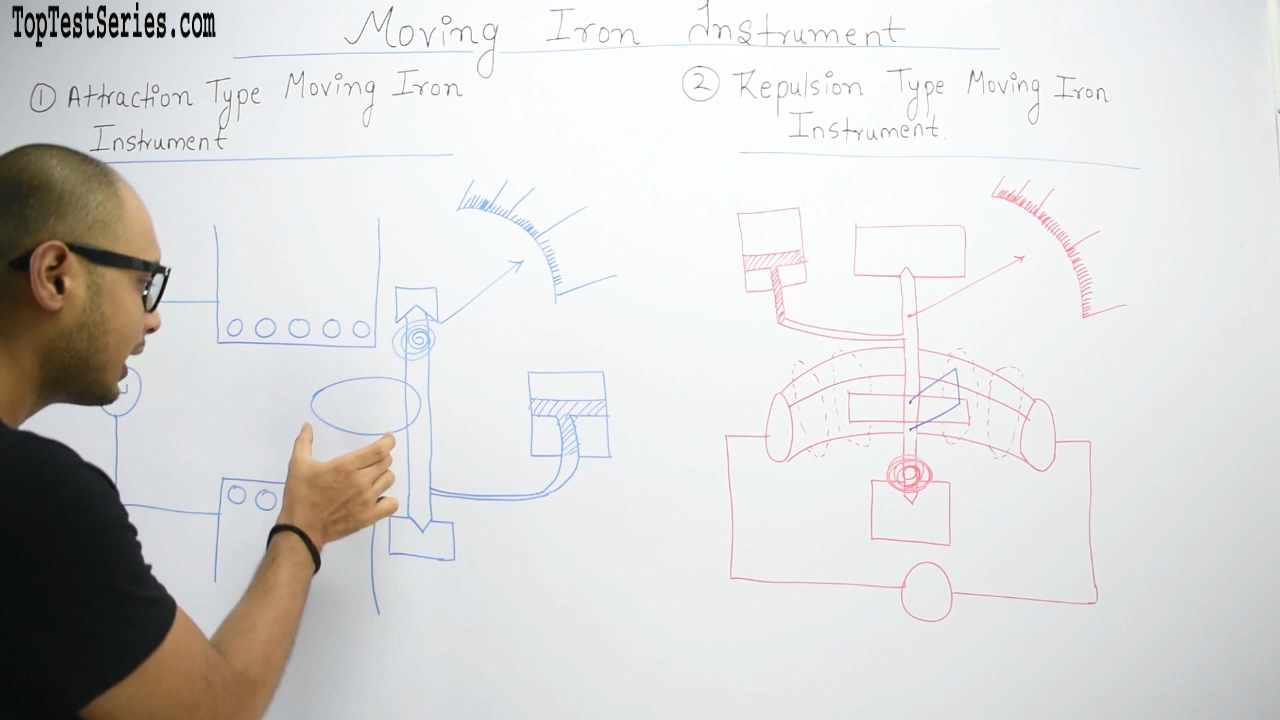 TopTestSeries.com
Moving Iron Instrument
① Attraction Type Moving Iron
Instrument
② Repulsion Type Moving Iron
Instrument.